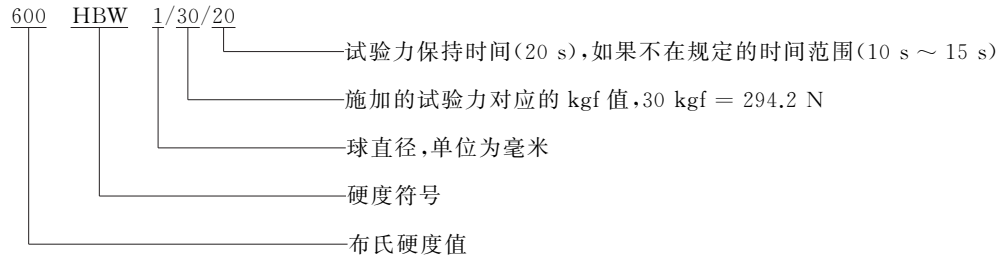 600 HBW 1/30/20
试验力保持时间(20 s),如果不在规定的时间范围(10 s～15 s)
施加的试验力对应的 kgf 值,30 kgf = 294.2 N
球直径,单位为毫米
硬度符号
布氏硬度值